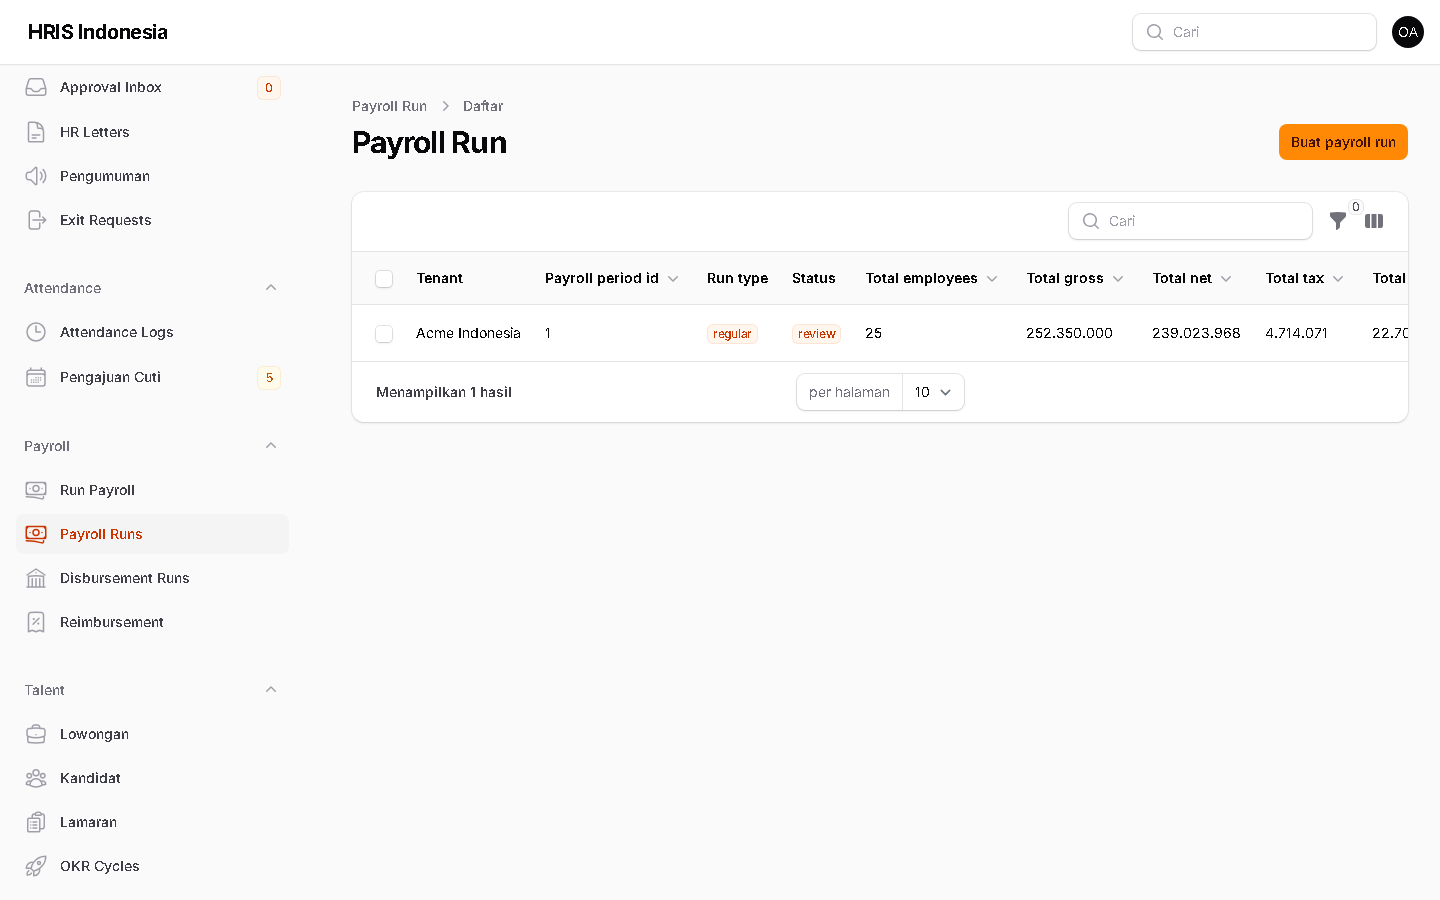 HRIS Indonesia
Cari
OA
Approval Inbox
0
HR Letters
Pengumuman
Exit Requests
Attendance
Attendance Logs
Pengajuan Cuti
5
Payroll
Run Payroll
Payroll Runs
Disbursement Runs
Reimbursement
Talent
Lowongan
Kandidat
Lamaran
OKR Cycles
Payroll Run > Daftar
Payroll Run
Buat payroll run
Cari
0
Tenant Payroll period id Run type Status Total employees Total gross Total net Total tax Total
Acme Indonesia 1 regular review 25 252.350.000 239.023.968 4.714.071 22.70
Menampilkan 1 hasil
per halaman 10